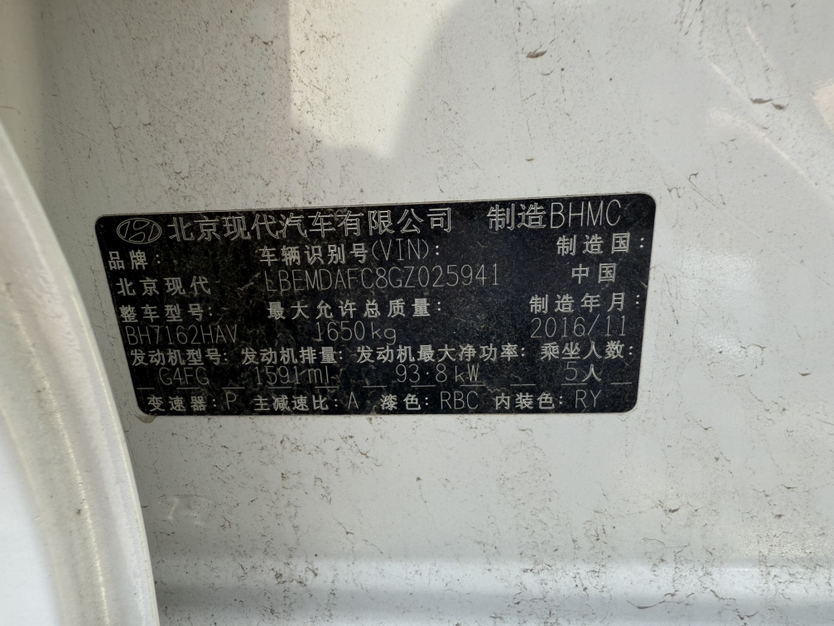 北京现代汽车有限公司 制造BHMC
品牌: 车辆识别号(VIN): 制造国:
北京现代 LBEMDAFC8GZ025941 中国
整车型号: 最大允许总质量: 制造年月:
BH7162HAV 1650kg 2016/11
发动机型号: 发动机排量: 发动机最大净功率: 乘坐人数:
G4FG 1591ml 93.8kW 5人
变速器: P 主减速比: A 漆色: RBC 内装色: RY